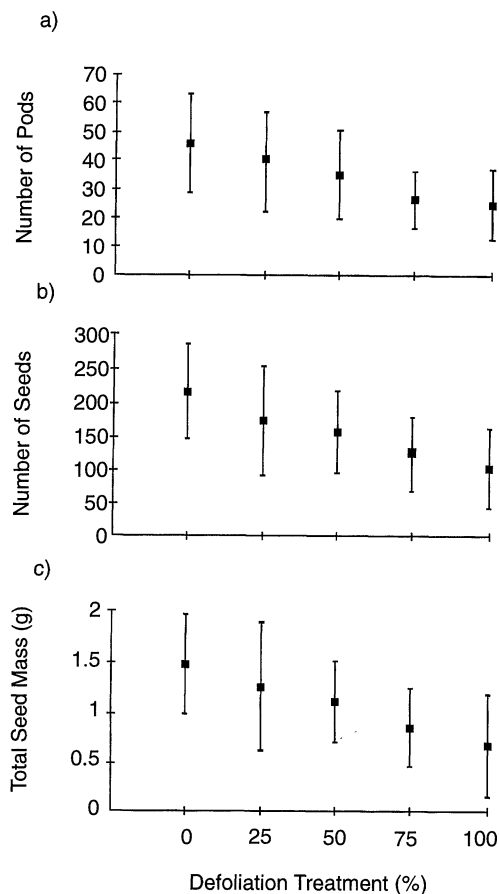 a)
Number of Pods
70
60
50
40
30
20
10
0
b)
Number of Seeds
300
250
200
150
100
50
0
c)
Total Seed Mass (g)
2
1.5
1
0.5
0
0 25 50 75 100
Defoliation Treatment (%)